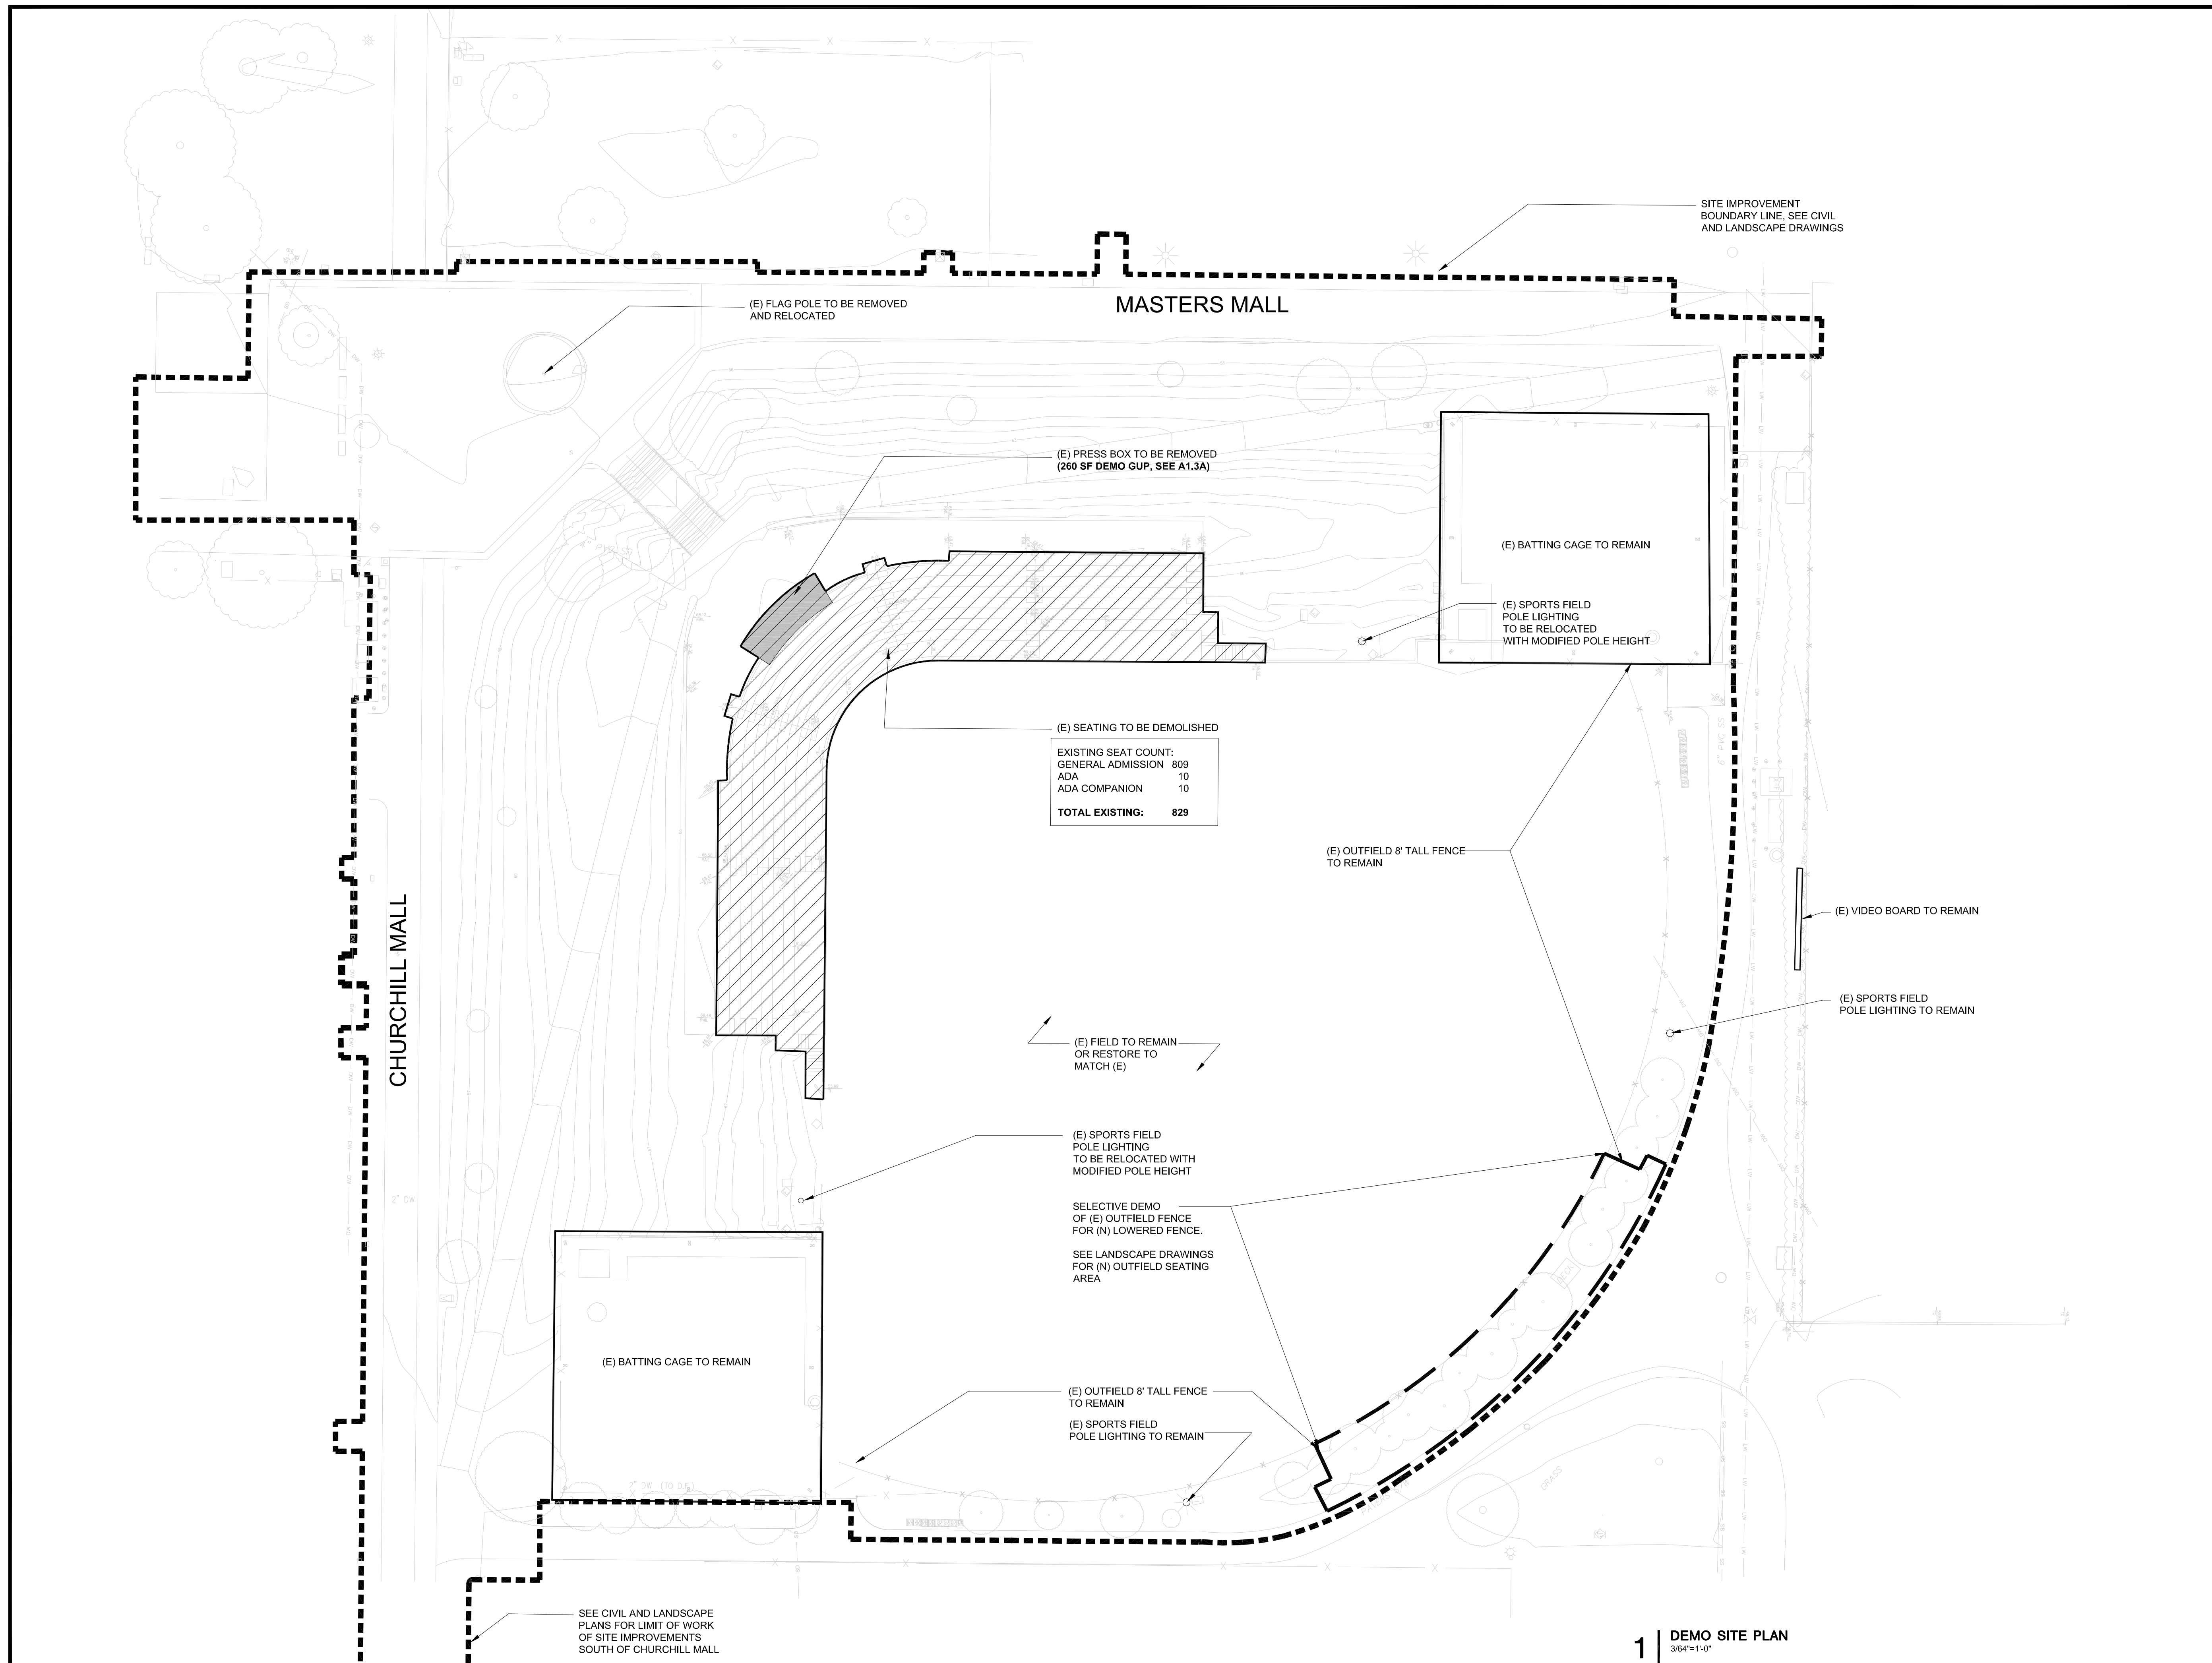 SITE IMPROVEMENT
BOUNDARY LINE, SEE CIVIL
AND LANDSCAPE DRAWINGS
(E) FLAG POLE TO BE REMOVED
AND RELOCATED
MASTERS MALL
(E) PRESS BOX TO BE REMOVED
(260 SF DEMO GUP, SEE A1.3A)
(E) BATTING CAGE TO REMAIN
(E) SPORTS FIELD
POLE LIGHTING
TO BE RELOCATED
WITH MODIFIED POLE HEIGHT
(E) SEATING TO BE DEMOLISHED
EXISTING SEAT COUNT:
GENERAL ADMISSION 809
ADA 10
ADA COMPANION 10
TOTAL EXISTING: 829
(E) OUTFIELD 8' TALL FENCE
TO REMAIN
(E) VIDEO BOARD TO REMAIN
CHURCHILL MALL
(E) SPORTS FIELD
POLE LIGHTING TO REMAIN
(E) FIELD TO REMAIN
OR RESTORE TO
MATCH (E)
(E) SPORTS FIELD
POLE LIGHTING
TO BE RELOCATED WITH
MODIFIED POLE HEIGHT
2" DW
SELECTIVE DEMO
OF (E) OUTFIELD FENCE
FOR (N) LOWERED FENCE.
SEE LANDSCAPE DRAWINGS
FOR (N) OUTFIELD SEATING
AREA
(E) BATTING CAGE TO REMAIN
(E) OUTFIELD 8' TALL FENCE
TO REMAIN
(E) SPORTS FIELD
POLE LIGHTING TO REMAIN
GRASS
SEE CIVIL AND LANDSCAPE
PLANS FOR LIMIT OF WORK
OF SITE IMPROVEMENTS
SOUTH OF CHURCHILL MALL
1
DEMO SITE PLAN
3/64"=1'-0"